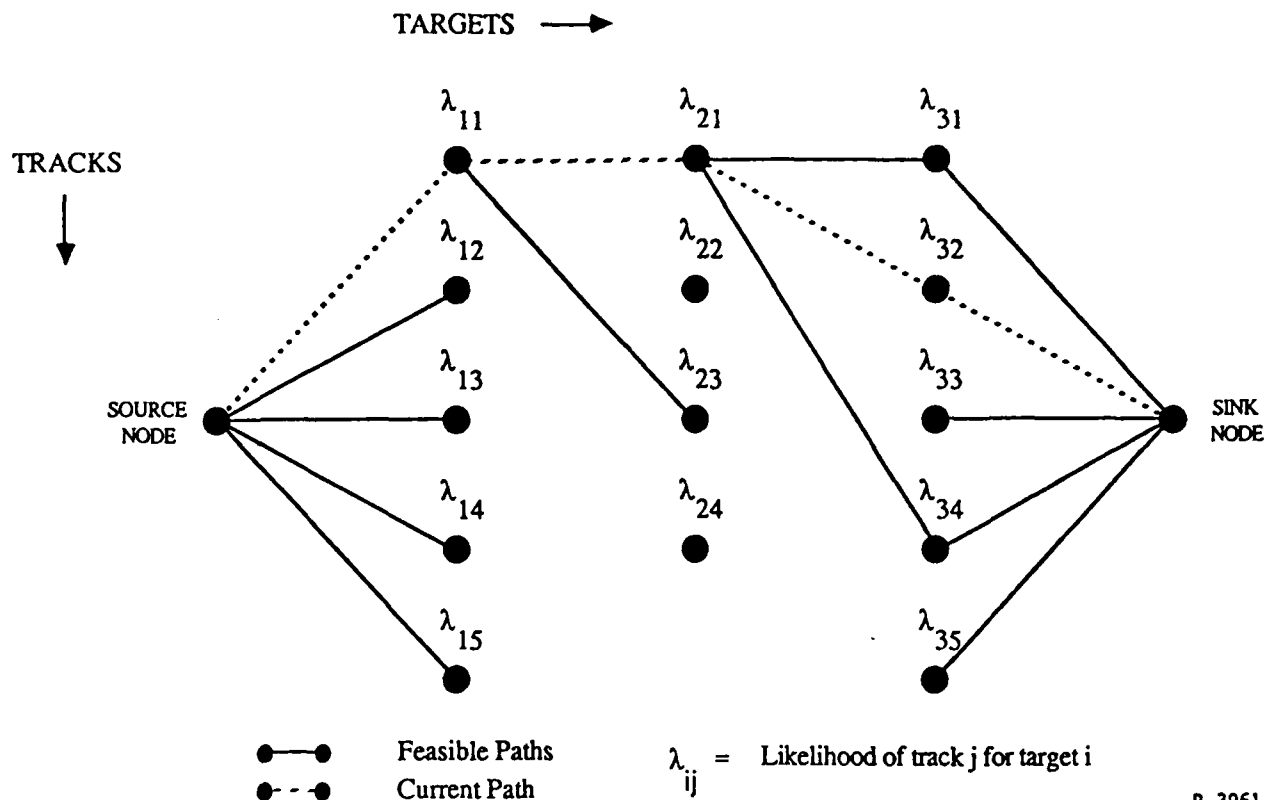 TARGETS
λ11 λ21 λ31
TRACKS
λ12 λ22 λ32
λ13 λ23 λ33
SOURCE NODE
SINK NODE
λ14 λ24 λ34
λ15 λ35
Feasible Paths
λij = Likelihood of track j for target i
Current Path